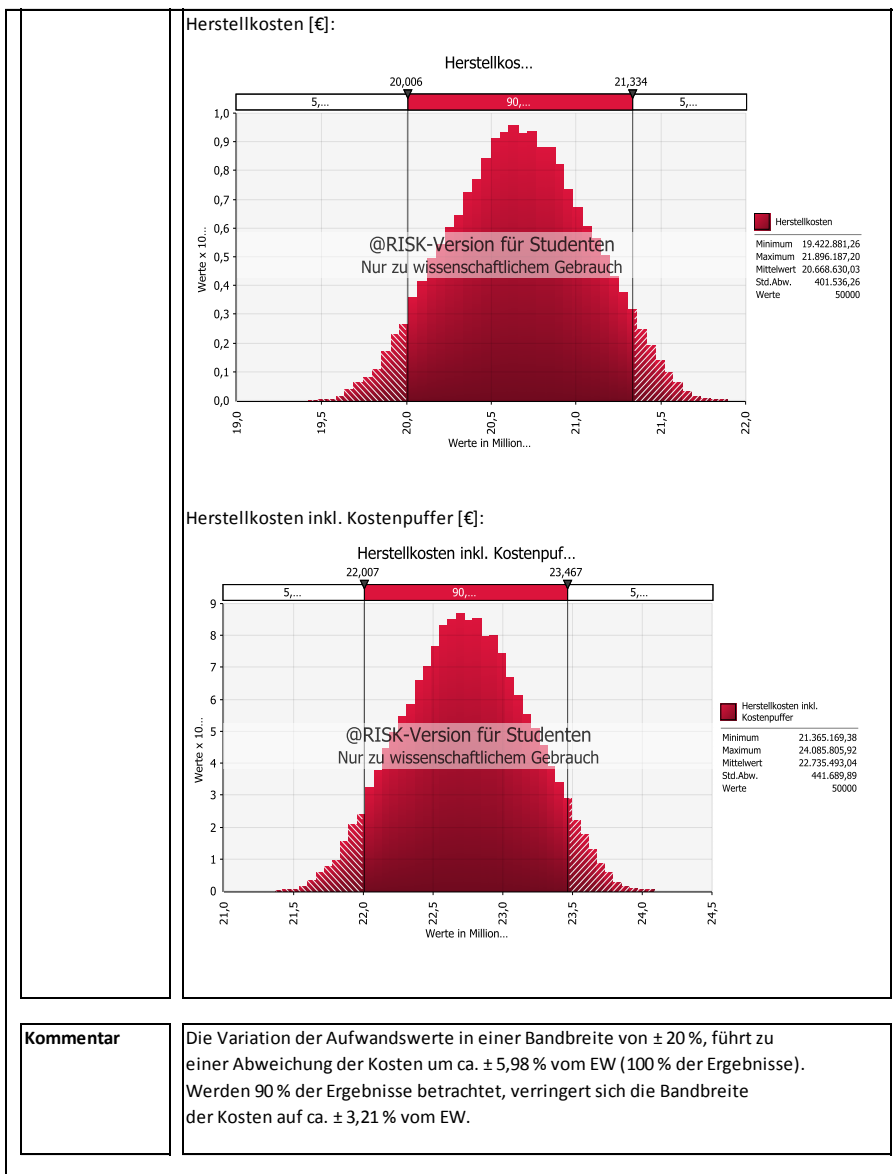 Herstellkosten [€]:
Herstellkos...
20,006 21,334
5,... 90,... 5,...
1,0
0,9
0,8
0,7
0,6
0,5
0,4
0,3
0,2
0,1
0,0
Werte x 10...
@RISK-Version für Studenten
Nur zu wissenschaftlichem Gebrauch
19,0 19,5 20,0 20,5 21,0 21,5 22,0
Werte in Million...
Herstellkosten
Minimum 19.422.881,26
Maximum 21.896.187,20
Mittelwert 20.668.630,03
Std.Abw. 401.536,26
Werte 50000
Herstellkosten inkl. Kostenpuffer [€]:
Herstellkosten inkl. Kostenpuf...
22,007 23,467
5,... 90,... 5,...
9
8
7
6
5
4
3
2
1
0
Werte x 10...
@RISK-Version für Studenten
Nur zu wissenschaftlichem Gebrauch
21,0 21,5 22,0 22,5 23,0 23,5 24,0 24,5
Werte in Million...
Herstellkosten inkl.
Kostenpuffer
Minimum 21.365.169,38
Maximum 24.085.805,92
Mittelwert 22.735.493,04
Std.Abw. 441.689,89
Werte 50000
Kommentar
Die Variation der Aufwandswerte in einer Bandbreite von ± 20 %, führt zu
einer Abweichung der Kosten um ca. ± 5,98 % vom EW (100 % der Ergebnisse).
Werden 90 % der Ergebnisse betrachtet, verringert sich die Bandbreite
der Kosten auf ca. ± 3,21 % vom EW.